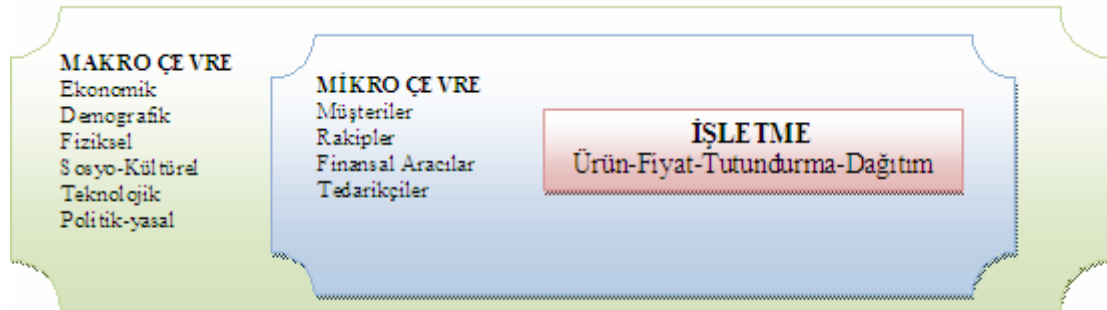 MAKRO ÇEVRE
Ekonomik
Demografik
Fiziksel
Sosyo-Kültürel
Teknolojik
Politik-yasal
MİKRO ÇEVRE
Müşteriler
Rakipler
Finansal Aracılar
Tedarikçiler
İŞLETME
Ürün-Fiyat-Tutundurma-Dağıtım